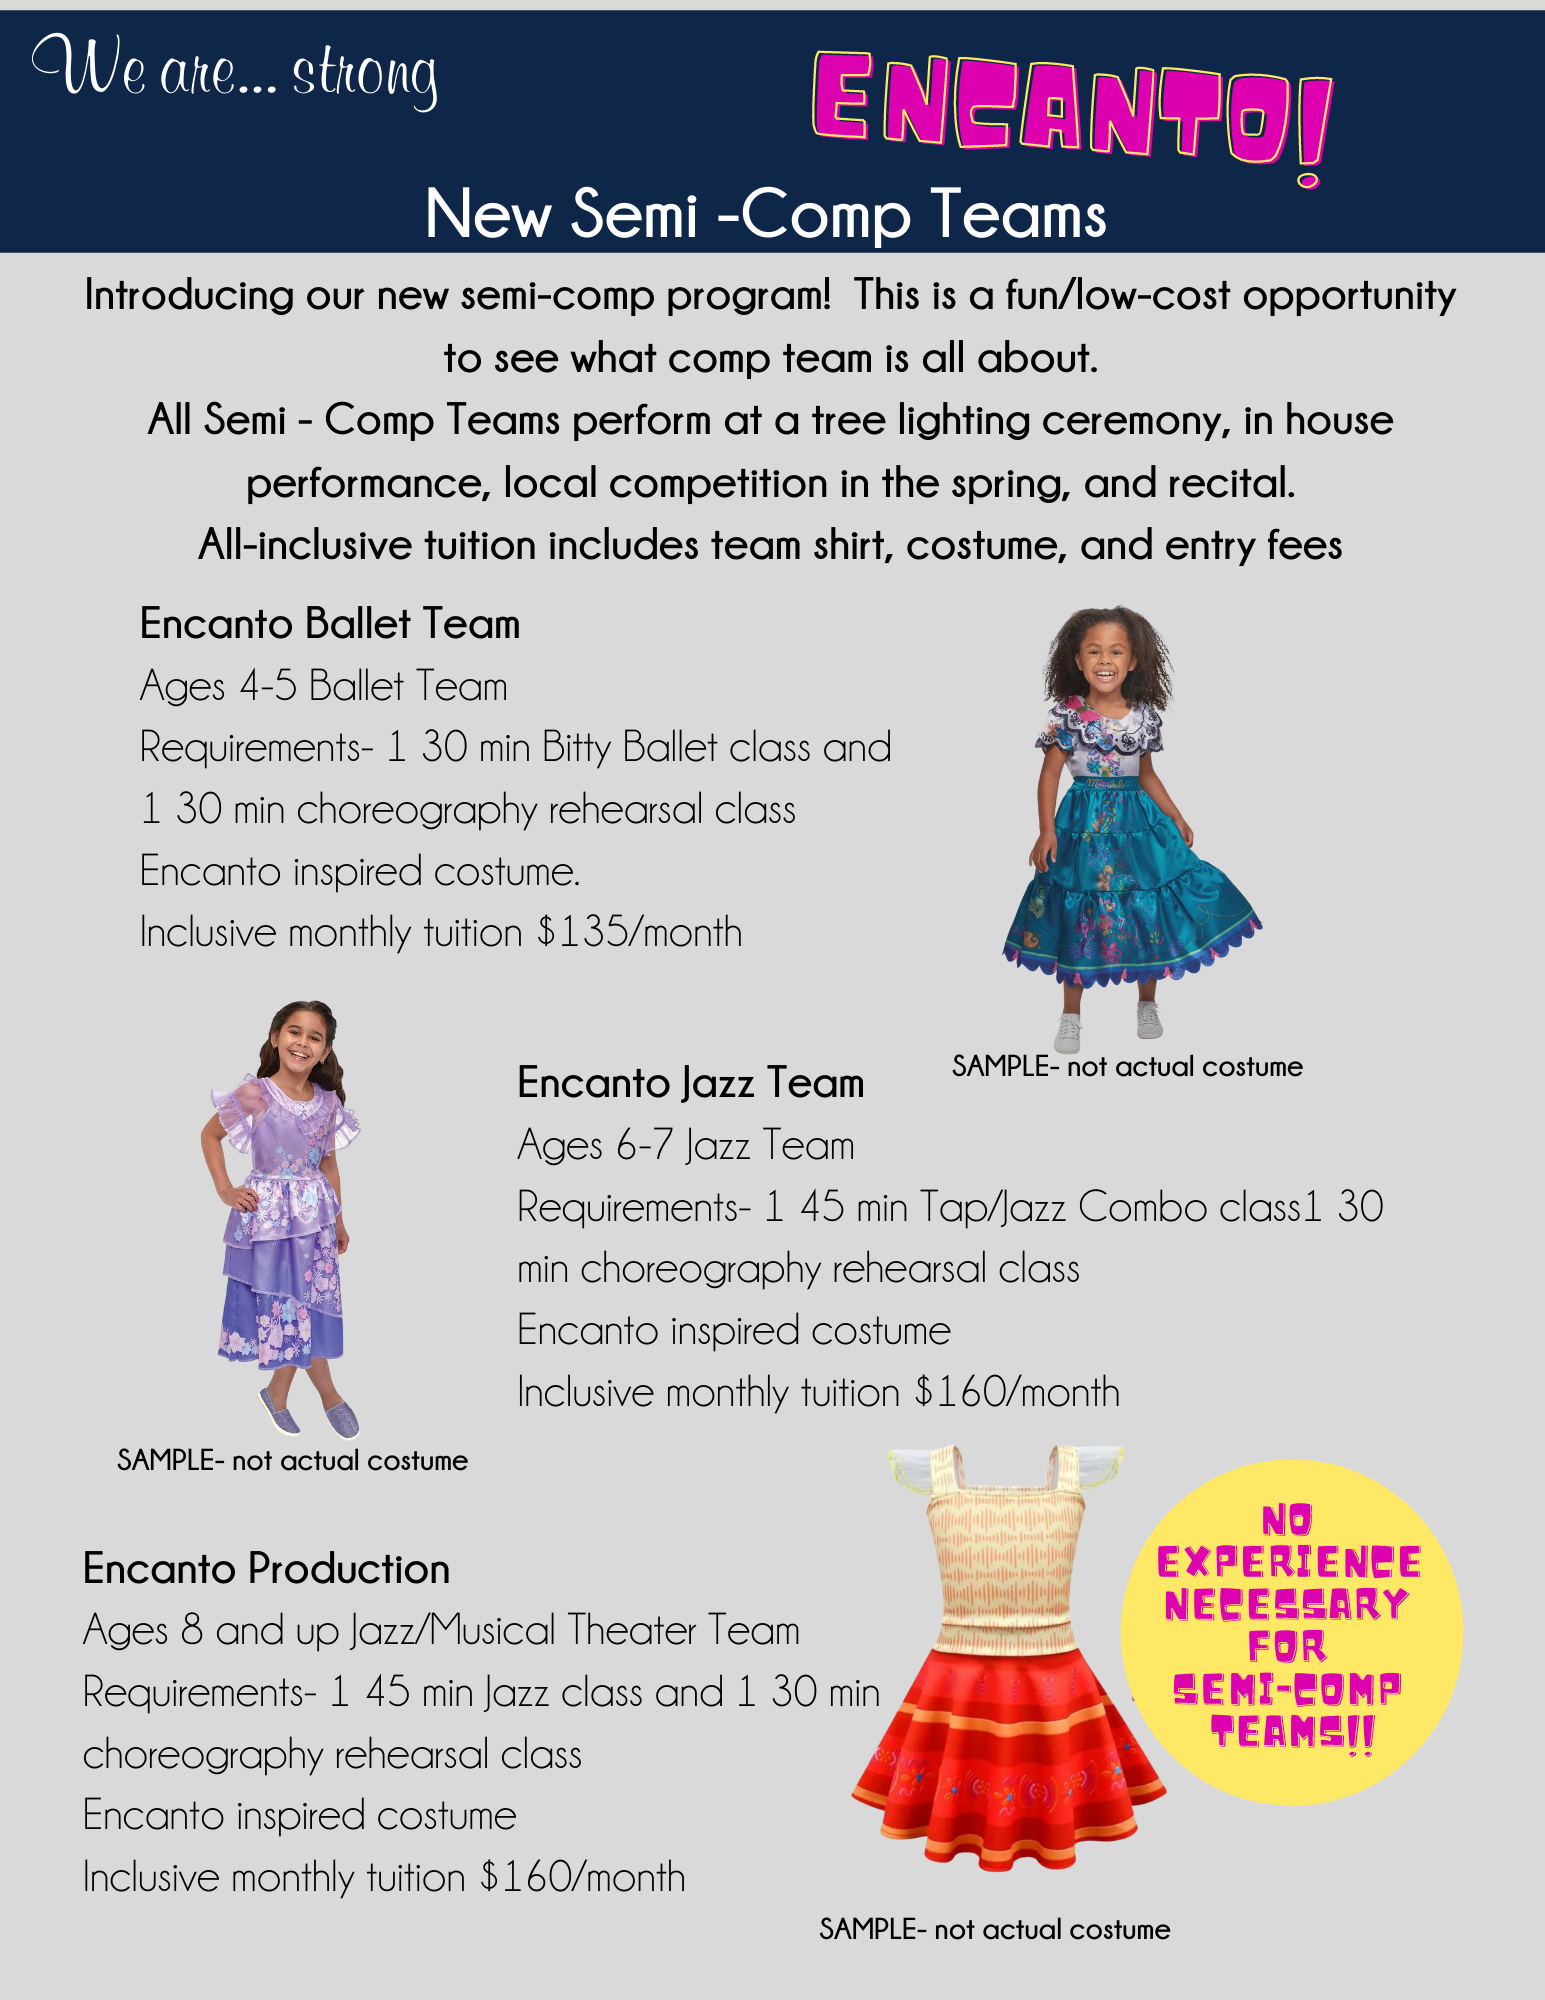 We are... strong
ENCANTO!
New Semi -Comp Teams
Introducing our new semi-comp program! This is a fun/low-cost opportunity
to see what comp team is all about.
All Semi - Comp Teams perform at a tree lighting ceremony, in house
performance, local competition in the spring, and recital.
All-inclusive tuition includes team shirt, costume, and entry fees
Encanto Ballet Team
Ages 4-5 Ballet Team
Requirements- 1 30 min Bitty Ballet class and
1 30 min choreography rehearsal class
Encanto inspired costume.
Inclusive monthly tuition $135/month
Mirabel
SAMPLE- not actual costume
Encanto Jazz Team
Ages 6-7 Jazz Team
Requirements- 1 45 min Tap/Jazz Combo class1 30
min choreography rehearsal class
Encanto inspired costume
Inclusive monthly tuition $160/month
SAMPLE- not actual costume
Encanto Production
Ages 8 and up Jazz/Musical Theater Team
Requirements- 1 45 min Jazz class and 1 30 min
choreography rehearsal class
Encanto inspired costume
Inclusive monthly tuition $160/month
NO
EXPERIENCE
NECESSARY
FOR
SEMI-COMP
TEAMS!!
SAMPLE- not actual costume